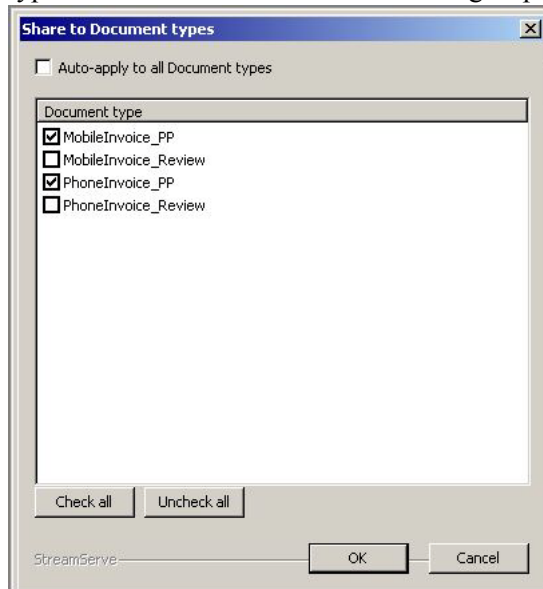 Share to Document types
Auto-apply to all Document types
Document type
MobileInvoice_PP
MobileInvoice_Review
PhoneInvoice_PP
PhoneInvoice_Review
Check all
Uncheck all
StreamServe
OK
Cancel